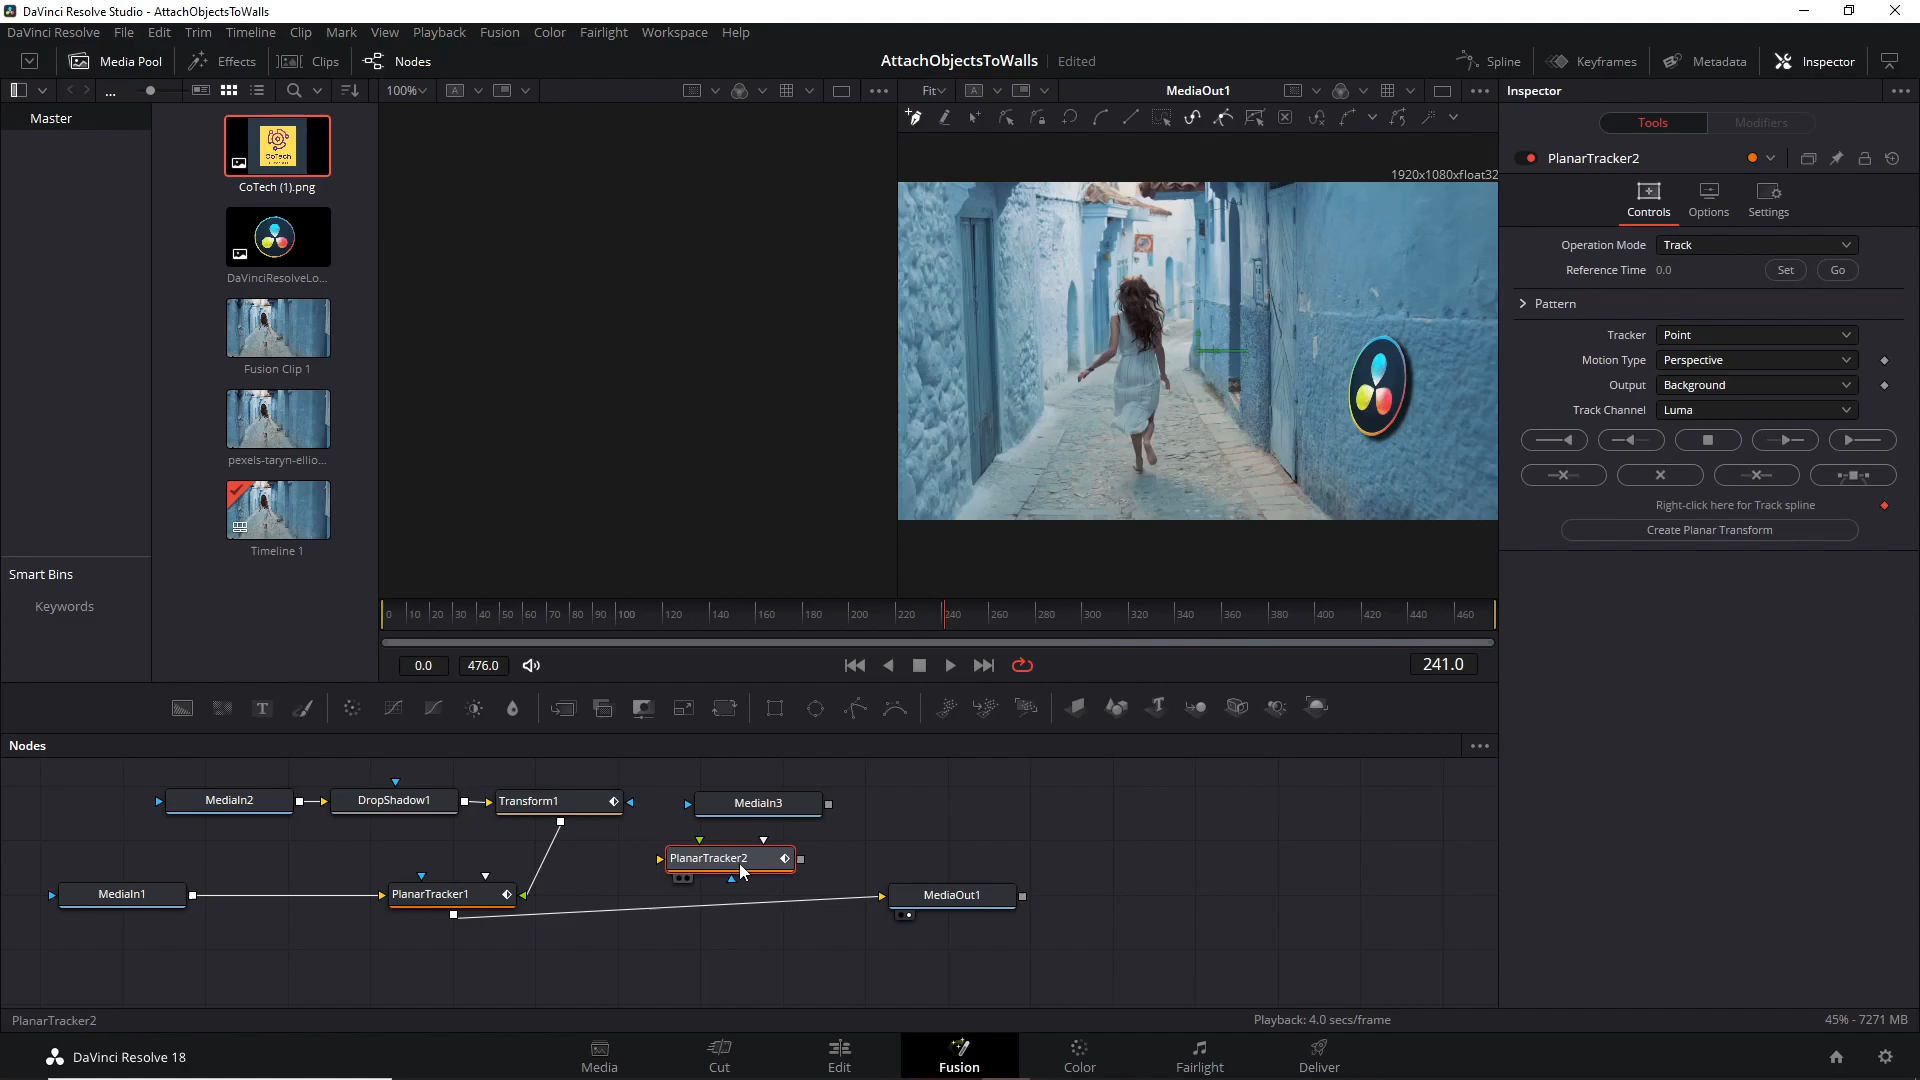 DaVinci Resolve Studio - AttachObjectsToWalls
DaVinci Resolve File Edit Trim Timeline Clip Mark View Playback Fusion Color Fairlight Workspace Help
Media Pool Effects Clips Nodes AttachObjectsToWalls Edited Spline Keyframes Metadata Inspector
... 100% A Fit A MediaOut1 Inspector
Master
Tools Modifiers
CoTech
CoTech (1).png
PlanarTracker2
1920x1080xfloat32
Controls Options Settings
Operation Mode Track
Reference Time 0.0 Set Go
DaVinciResolveLo...
Pattern
Tracker Point
Motion Type Perspective
Fusion Clip 1
Output Background
Track Channel Luma
pexels-taryn-ellio...
Right-click here for Track spline
Create Planar Transform
Timeline 1
Smart Bins
Keywords
0 10 20 30 40 50 60 70 80 90 100 120 140 160 180 200 220 240 260 280 300 320 340 360 380 400 420 440 460
0.0 476.0 241.0
T T
Nodes
MediaIn2 DropShadow1 Transform1 MediaIn3
PlanarTracker2
MediaIn1 PlanarTracker1 MediaOut1
PlanarTracker2 Playback: 4.0 secs/frame 45% - 7271 MB
DaVinci Resolve 18 Media Cut Edit Fusion Color Fairlight Deliver